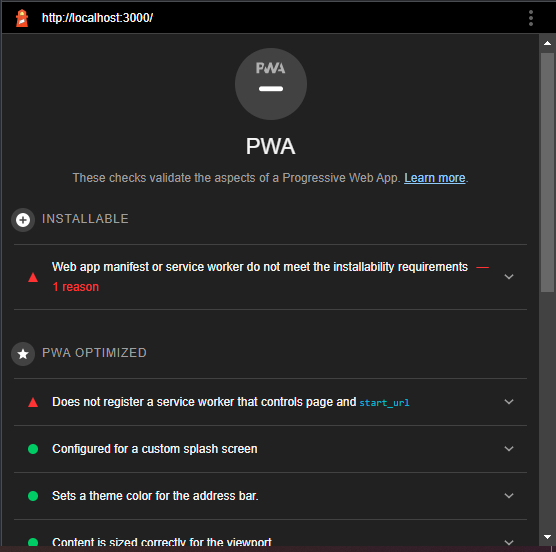 http://localhost:3000/
PWA
PWA
These checks validate the aspects of a Progressive Web App. Learn more.
INSTALLABLE
Web app manifest or service worker do not meet the installability requirements —
1 reason
PWA OPTIMIZED
Does not register a service worker that controls page and start_url
Configured for a custom splash screen
Sets a theme color for the address bar.
Content is sized correctly for the viewport